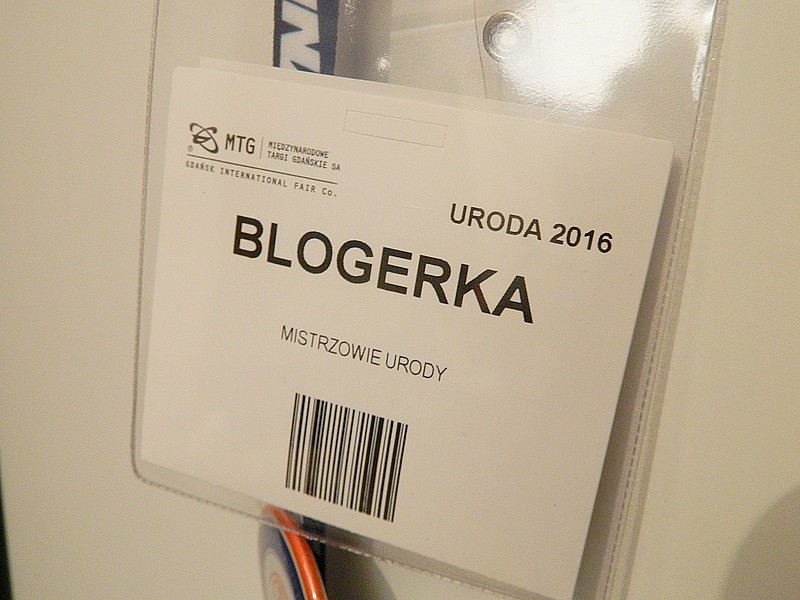 MTG
MIĘDZYNARODOWE
TARGI GDAŃSKIE SA
GDAŃSK INTERNATIONAL FAIR Co.
URODA 2016
BLOGERKA
MISTRZOWIE URODY